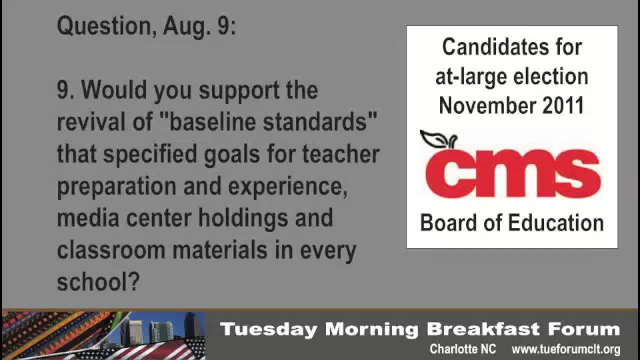 Question, Aug. 9:
9. Would you support the
revival of "baseline standards"
that specified goals for teacher
preparation and experience,
media center holdings and
classroom materials in every
school?
Candidates for
at-large election
November 2011
cms
Board of Education
Tuesday Morning Breakfast Forum
Charlotte NC www.tueforumclt.org